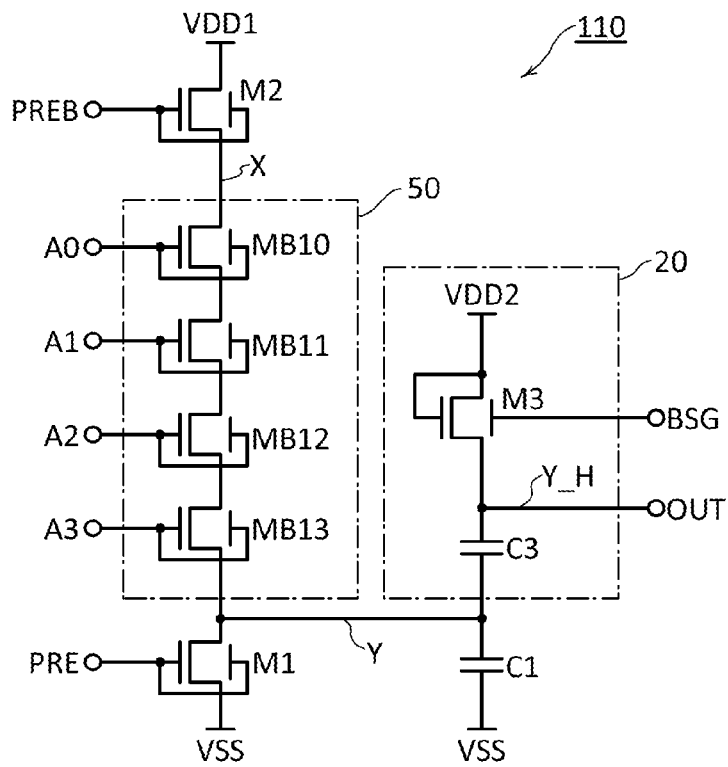 VDD1
110
PREB
M2
X
50
A0
MB10
20
VDD2
A1
MB11
M3
BSG
A2
MB12
Y_H
OUT
A3
MB13
C3
PRE
M1
Y
C1
VSS
VSS